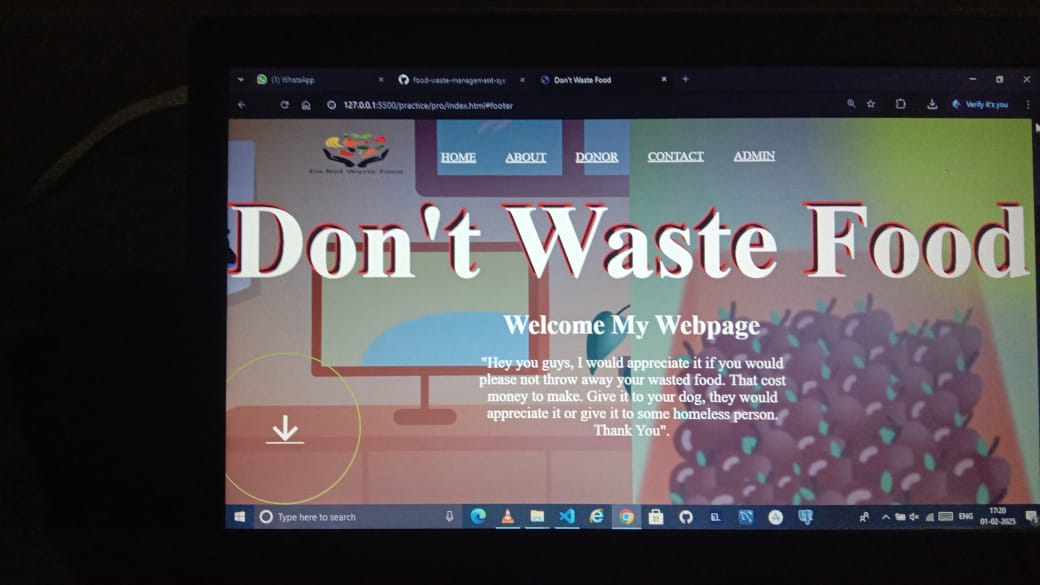 (1) WhatsApp
food-waste-management-sys
Don't Waste Food
127.0.0.1:5500/practice/pro/index.html#footer
Verify it's you
HOME ABOUT DONOR CONTACT ADMIN
Do Not Waste Food
Don't Waste Food
Welcome My Webpage
"Hey you guys, I would appreciate it if you would
please not throw away your wasted food. That cost
money to make. Give it to your dog, they would
appreciate it or give it to some homeless person.
Thank You".
Type here to search
ENG
17:20
01-02-2025